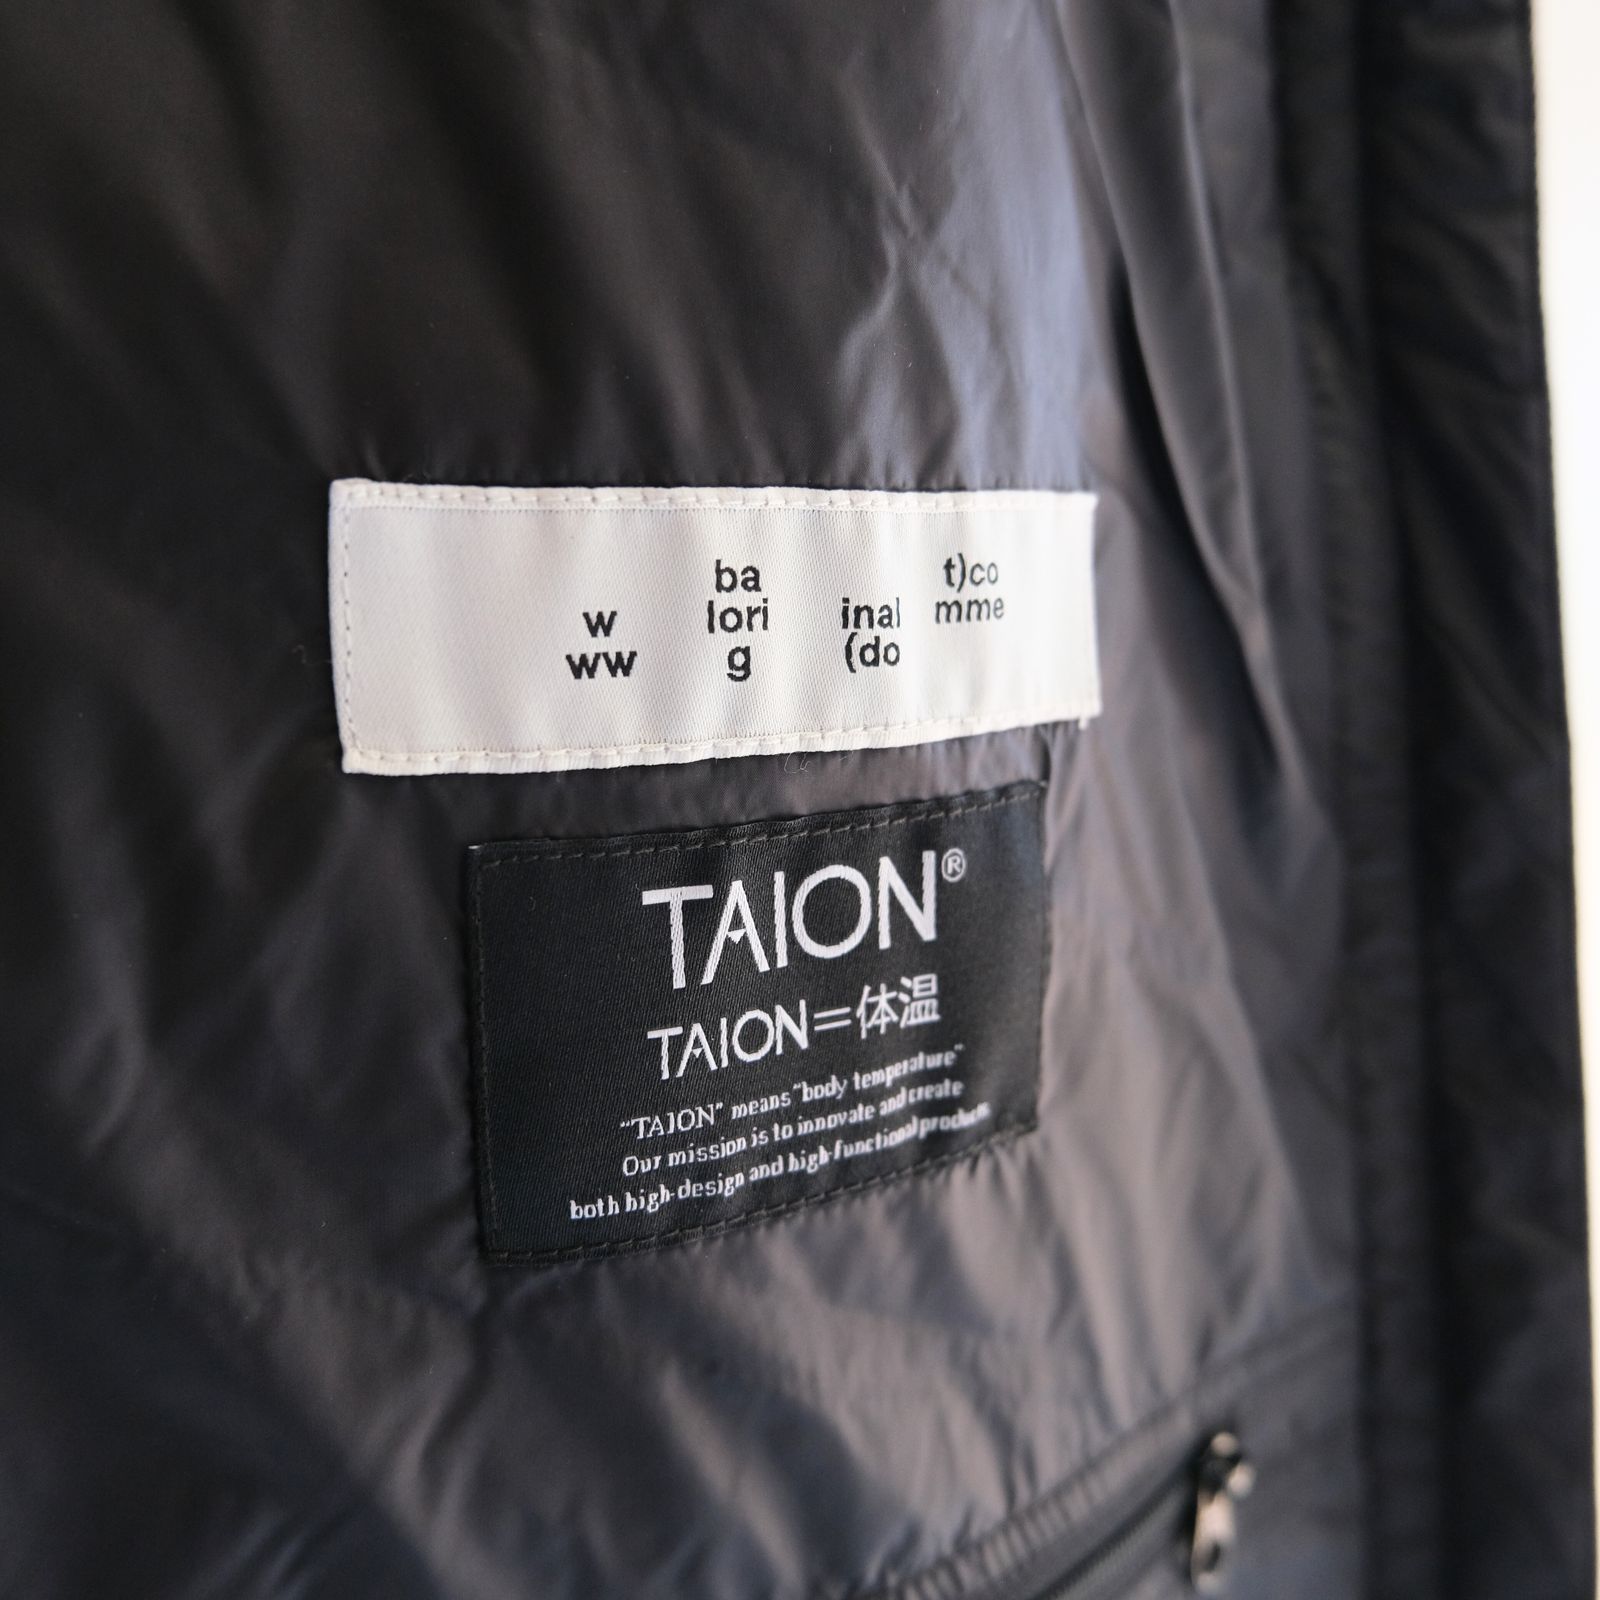 w
ww
ba
lori
g
inal
(do
t)co
mme
TAION®
TAION=体温
"TAION" means "body temperature"
Our mission is to innovate and create
both high-design and high-functional products